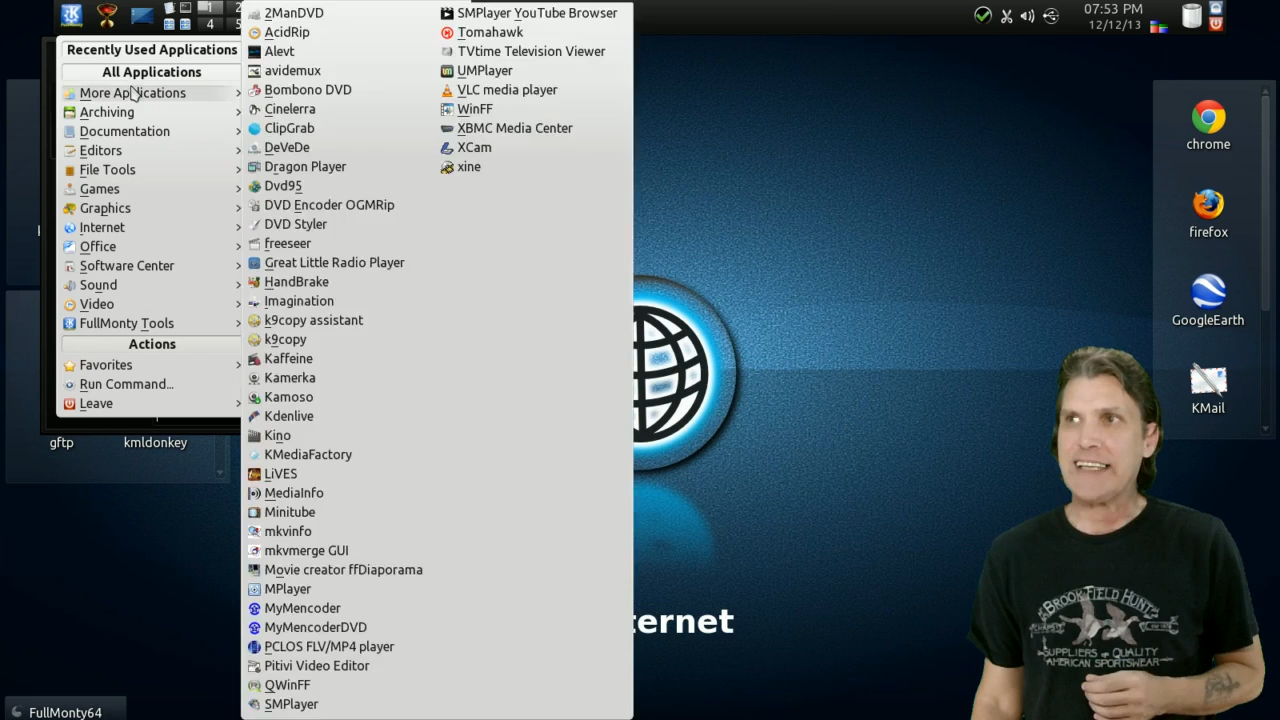 1
2
4
07:53 PM
12/12/13
Recently Used Applications
All Applications
More Applications
Archiving
Documentation
Editors
File Tools
Games
Graphics
Internet
Office
Software Center
Sound
Video
FullMonty Tools
Actions
Favorites
Run Command...
Leave
2ManDVD
AcidRip
Alevt
avidemux
Bombono DVD
Cinelerra
ClipGrab
DeVeDe
Dragon Player
Dvd95
DVD Encoder OGMRip
DVD Styler
freeseer
Great Little Radio Player
HandBrake
Imagination
k9copy assistant
k9copy
Kaffeine
Kamerka
Kamoso
Kdenlive
Kino
KMediaFactory
LiVES
MediaInfo
Minitube
mkvinfo
mkvmerge GUI
Movie creator ffDiaporama
MPlayer
MyMencoder
MyMencoderDVD
PCLOS FLV/MP4 player
Pitivi Video Editor
QWinFF
SMPlayer
SMPlayer YouTube Browser
Tomahawk
TVtime Television Viewer
UMPlayer
VLC media player
WinFF
XBMC Media Center
XCam
xine
chrome
firefox
GoogleEarth
KMail
gftp
kmldonkey
ternet
FullMonty64
BROOK FIELD HUNT
SUPPLIERS OF QUALITY
AMERICAN SPORTSWEAR